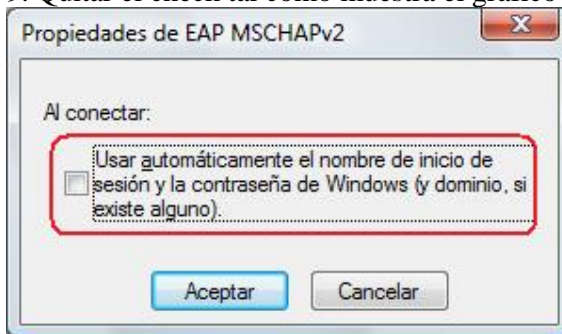 9. Quitar el check tal como muestra el gráfico
Propiedades de EAP MSCHAPv2
Al conectar:
Usar automáticamente el nombre de inicio de
sesión y la contraseña de Windows (y dominio, si
existe alguno).
Aceptar
Cancelar